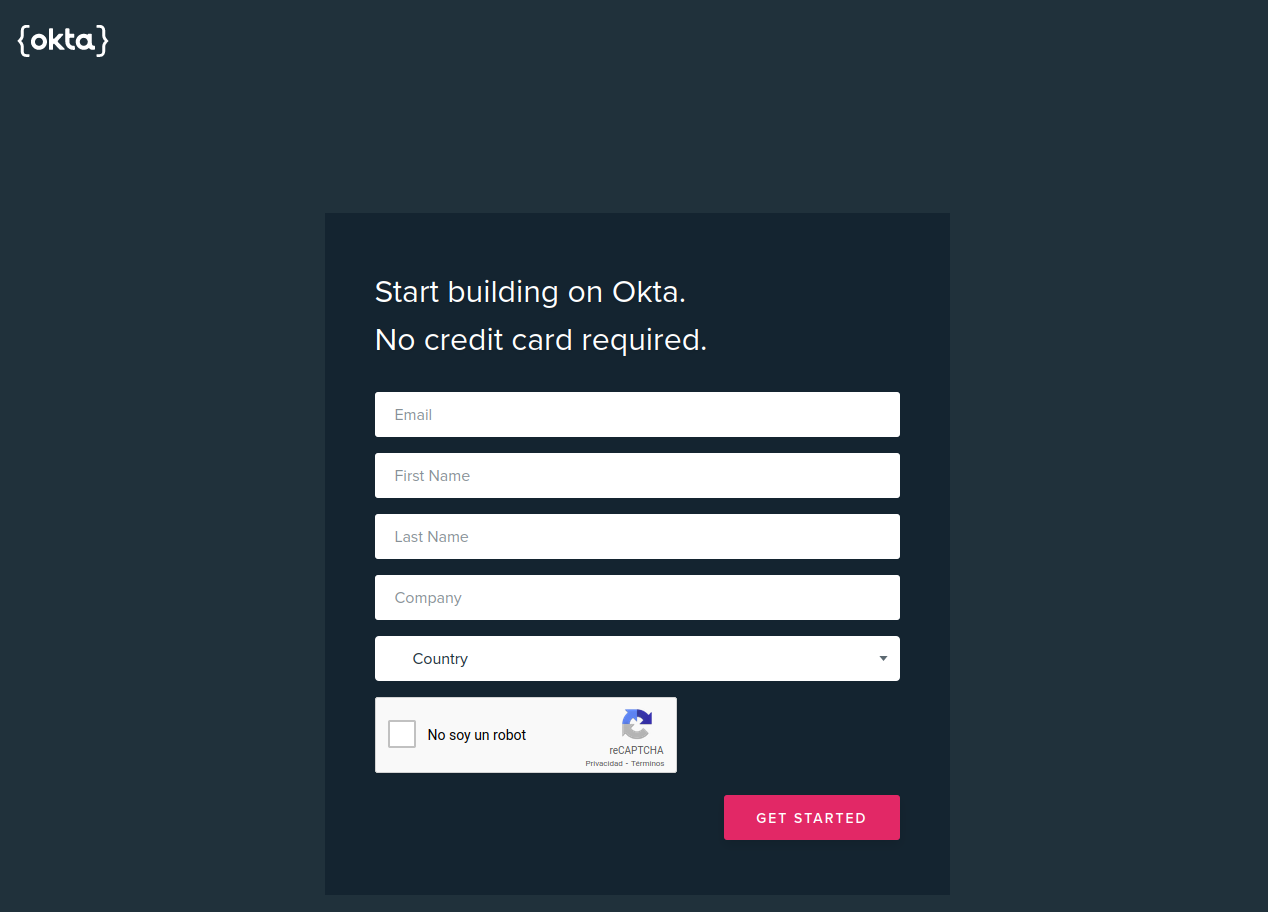 {okta}
Start building on Okta.
No credit card required.
Email
First Name
Last Name
Company
Country
No soy un robot
reCAPTCHA
Privacidad - Términos
GET STARTED